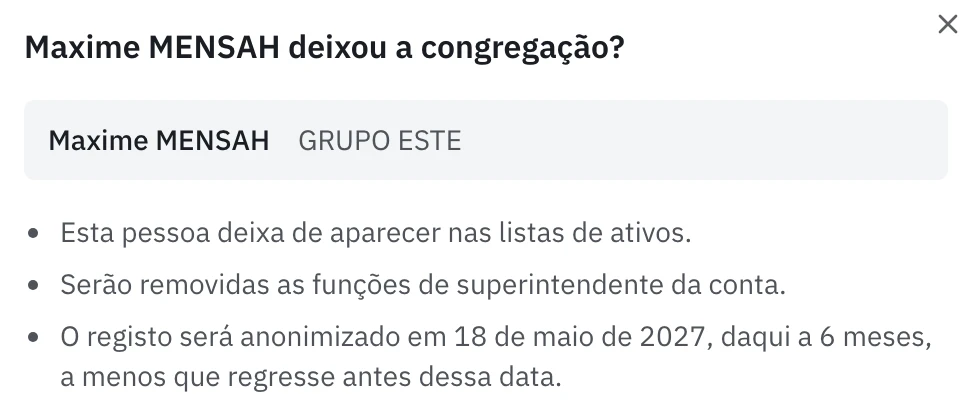 Maxime MENSAH deixou a congregação?
Maxime MENSAH GRUPO ESTE
• Esta pessoa deixa de aparecer nas listas de ativos.
• Serão removidas as funções de superintendente da conta.
• O registo será anonimizado em 18 de maio de 2027, daqui a 6 meses,
a menos que regresse antes dessa data.